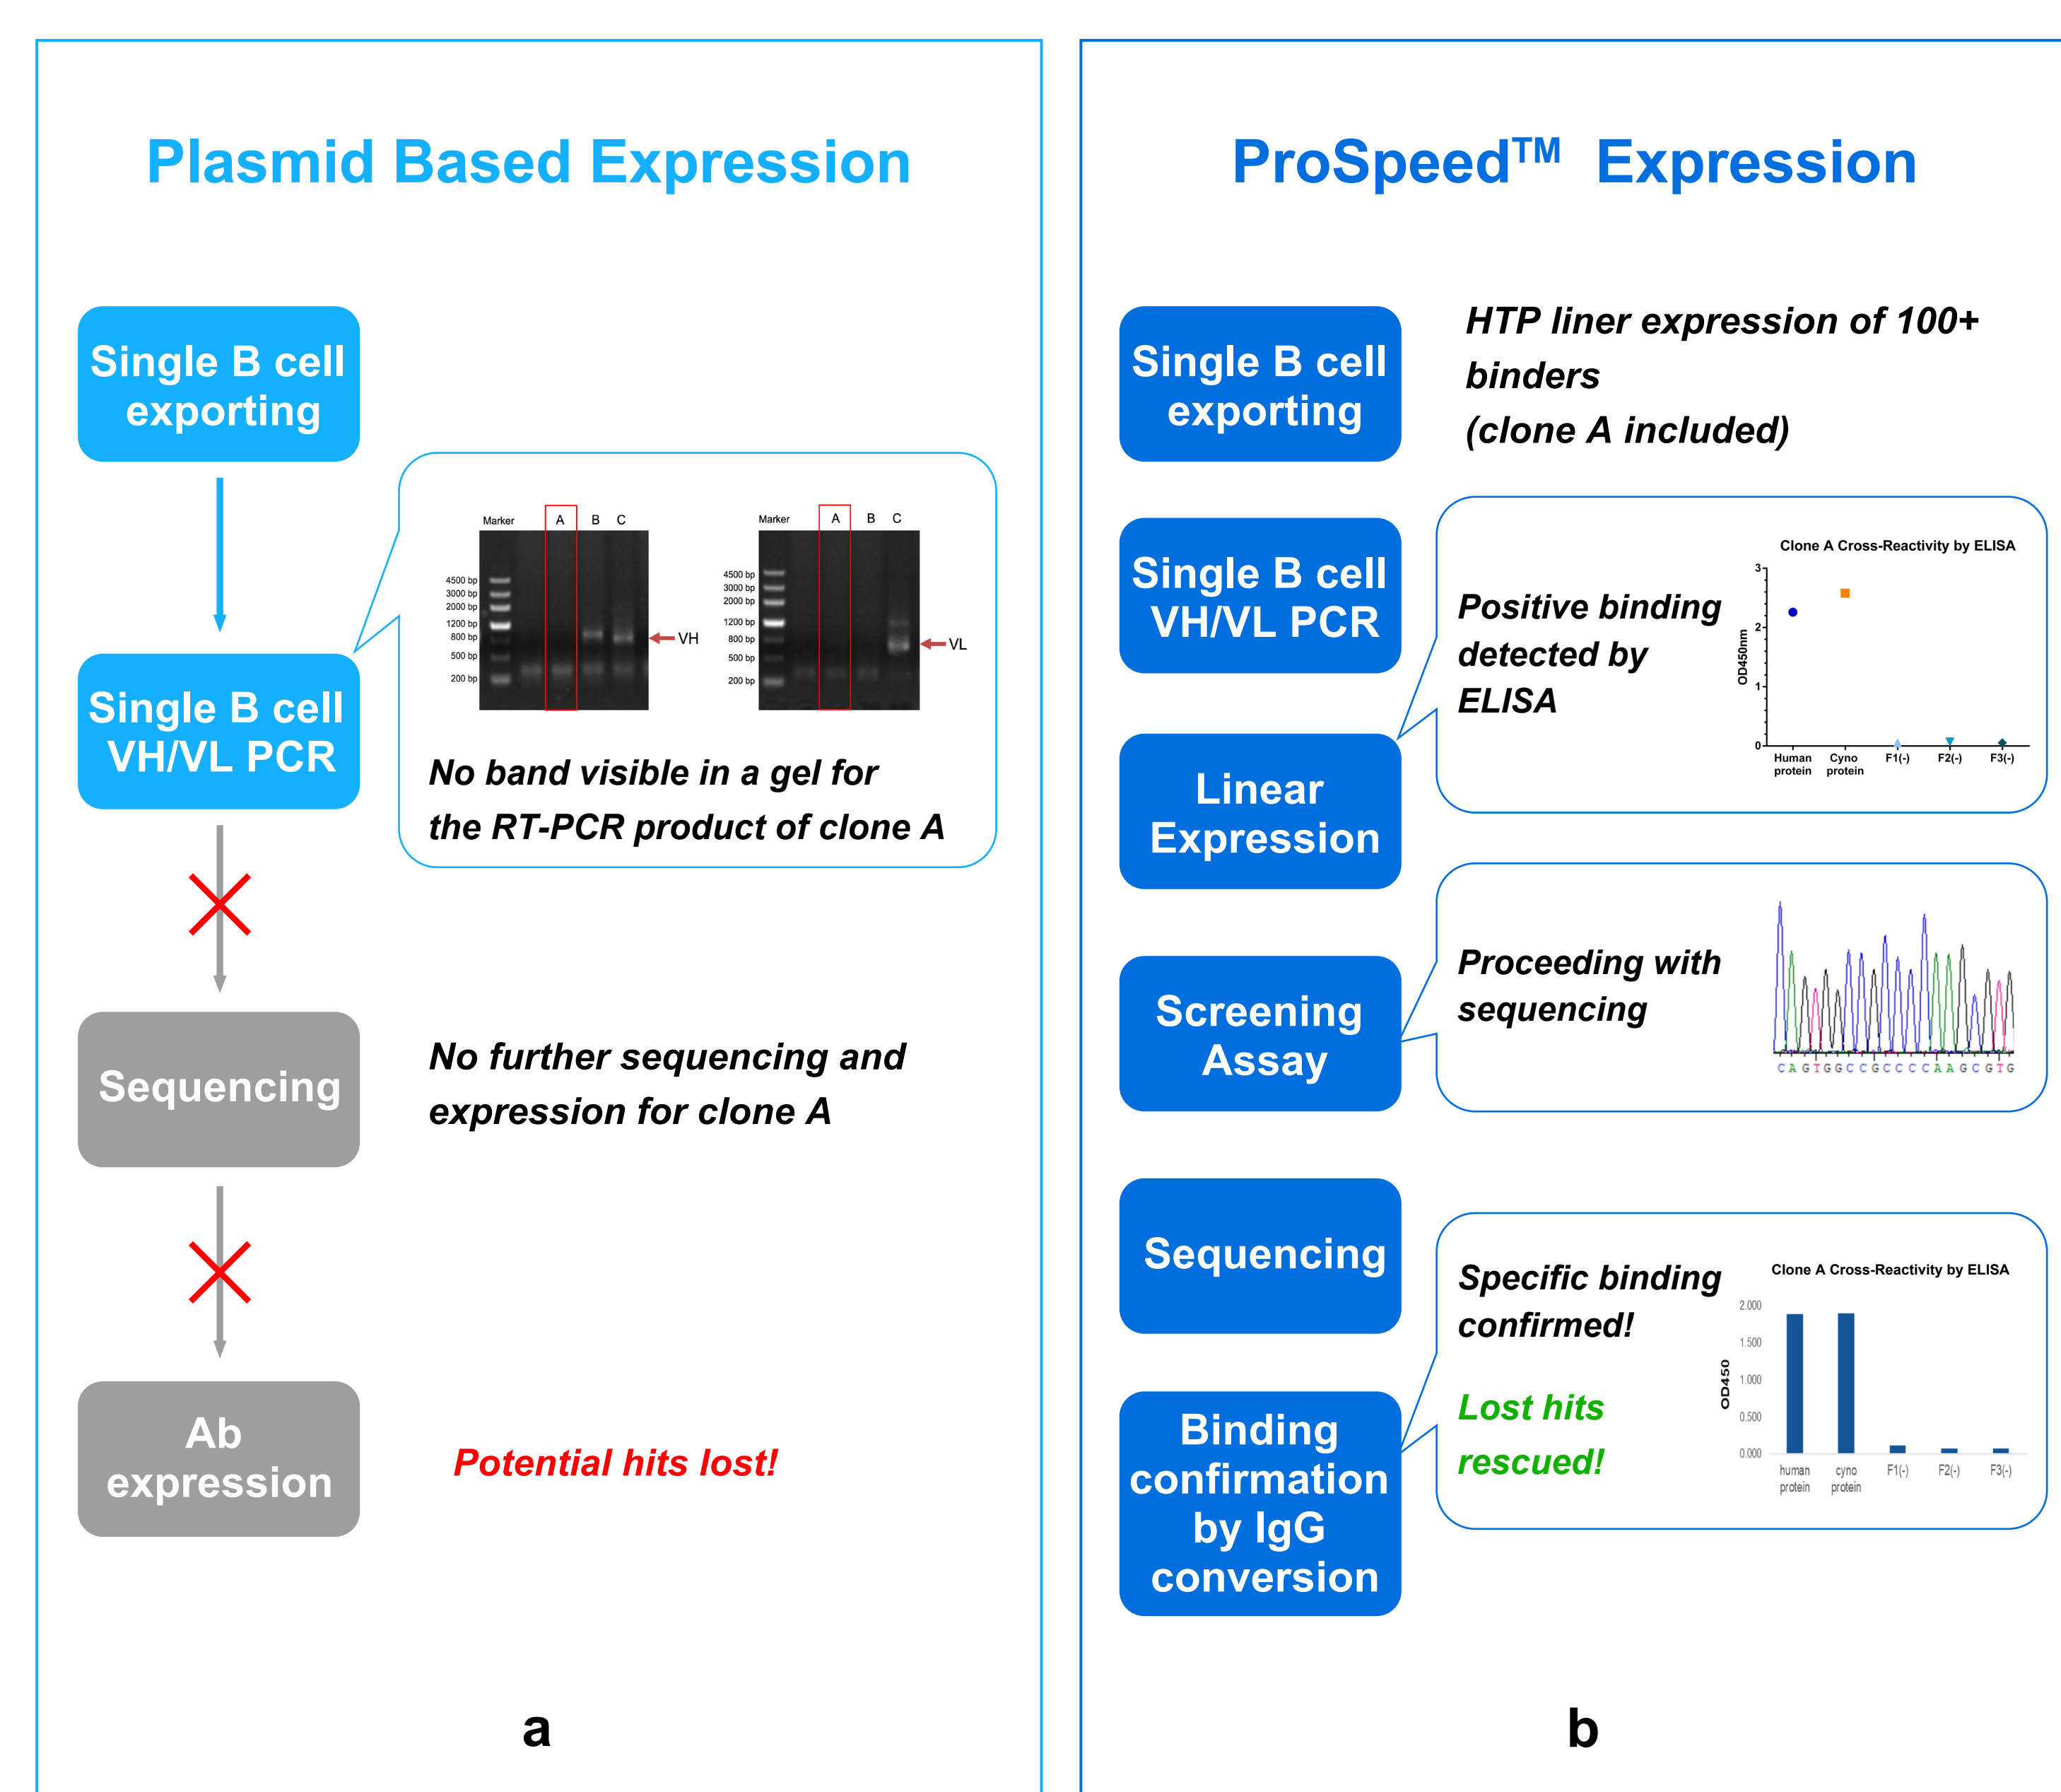 Plasmid Based Expression
Single B cell
exporting
Marker A B C
4500 bp
3000 bp
2000 bp
1200 bp
800 bp
500 bp
200 bp
VH
Marker A B C
4500 bp
3000 bp
2000 bp
1200 bp
800 bp
500 bp
200 bp
VL
No band visible in a gel for
the RT-PCR product of clone A
Single B cell
VH/VL PCR
Sequencing
No further sequencing and
expression for clone A
Ab
expression
Potential hits lost!
a
ProSpeed™ Expression
Single B cell
exporting
HTP liner expression of 100+
binders
(clone A included)
Single B cell
VH/VL PCR
Positive binding
detected by
ELISA
Clone A Cross-Reactivity by ELISA
OD450nm
3
2
1
0
Human
protein
Cyno
protein
F1(-)
F2(-)
F3(-)
Linear
Expression
Screening
Assay
Proceeding with
sequencing
CAGTGGCCGCCCCAAGCGTG
Sequencing
Specific binding
confirmed!
Lost hits
rescued!
Clone A Cross-Reactivity by ELISA
OD450
2.000
1.500
1.000
0.500
0.000
human
protein
cyno
protein
F1(-)
F2(-)
F3(-)
Binding
confirmation
by IgG
conversion
b